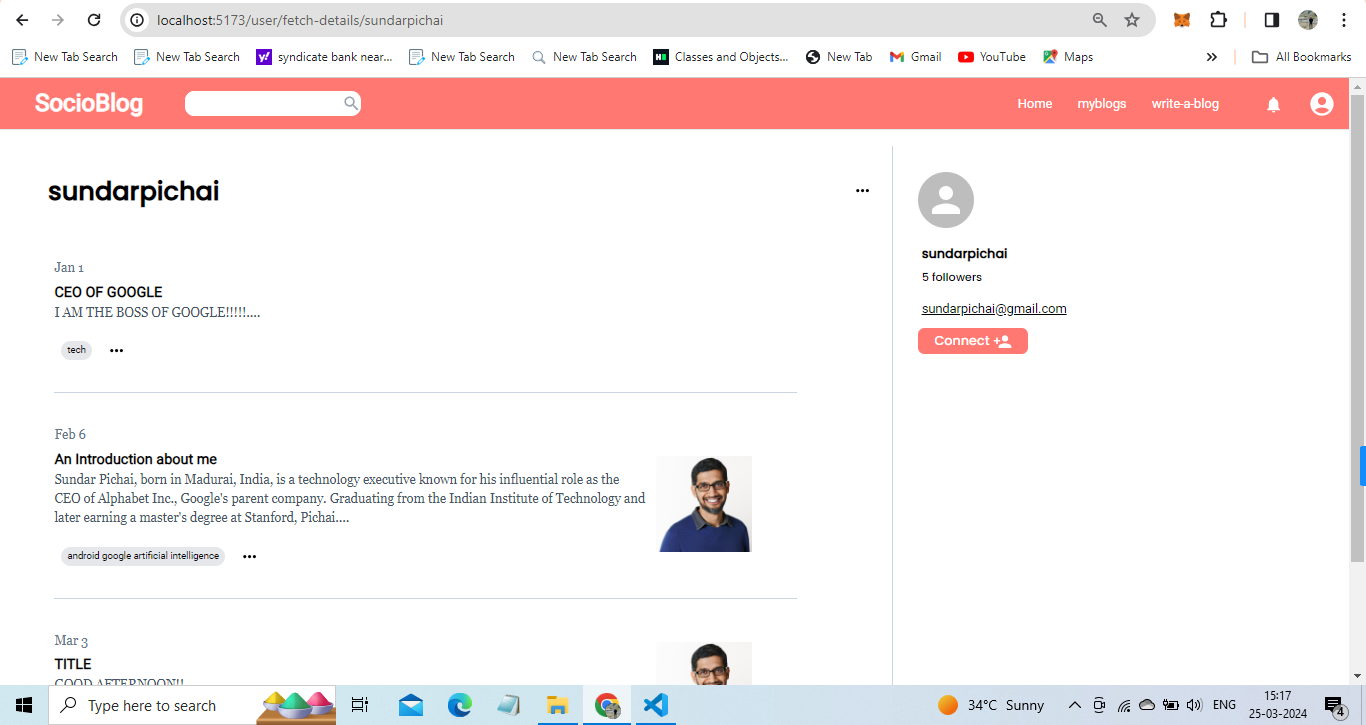 localhost:5173/user/fetch-details/sundarpichai
New Tab Search
New Tab Search
syndicate bank near...
New Tab Search
New Tab Search
Classes and Objects...
New Tab
Gmail
YouTube
Maps
»
All Bookmarks
SocioBlog
Home
myblogs
write-a-blog
sundarpichai
Jan 1
CEO OF GOOGLE
I AM THE BOSS OF GOOGLE!!!!!....
tech
Feb 6
An Introduction about me
Sundar Pichai, born in Madurai, India, is a technology executive known for his influential role as the
CEO of Alphabet Inc., Google's parent company. Graduating from the Indian Institute of Technology and
later earning a master's degree at Stanford, Pichai....
android google artificial intelligence
Mar 3
TITLE
GOOD AFTERNOON!!
sundarpichai
5 followers
sundarpichai@gmail.com
Connect
Type here to search
34°C Sunny
ENG
15:17
25-03-2024
4